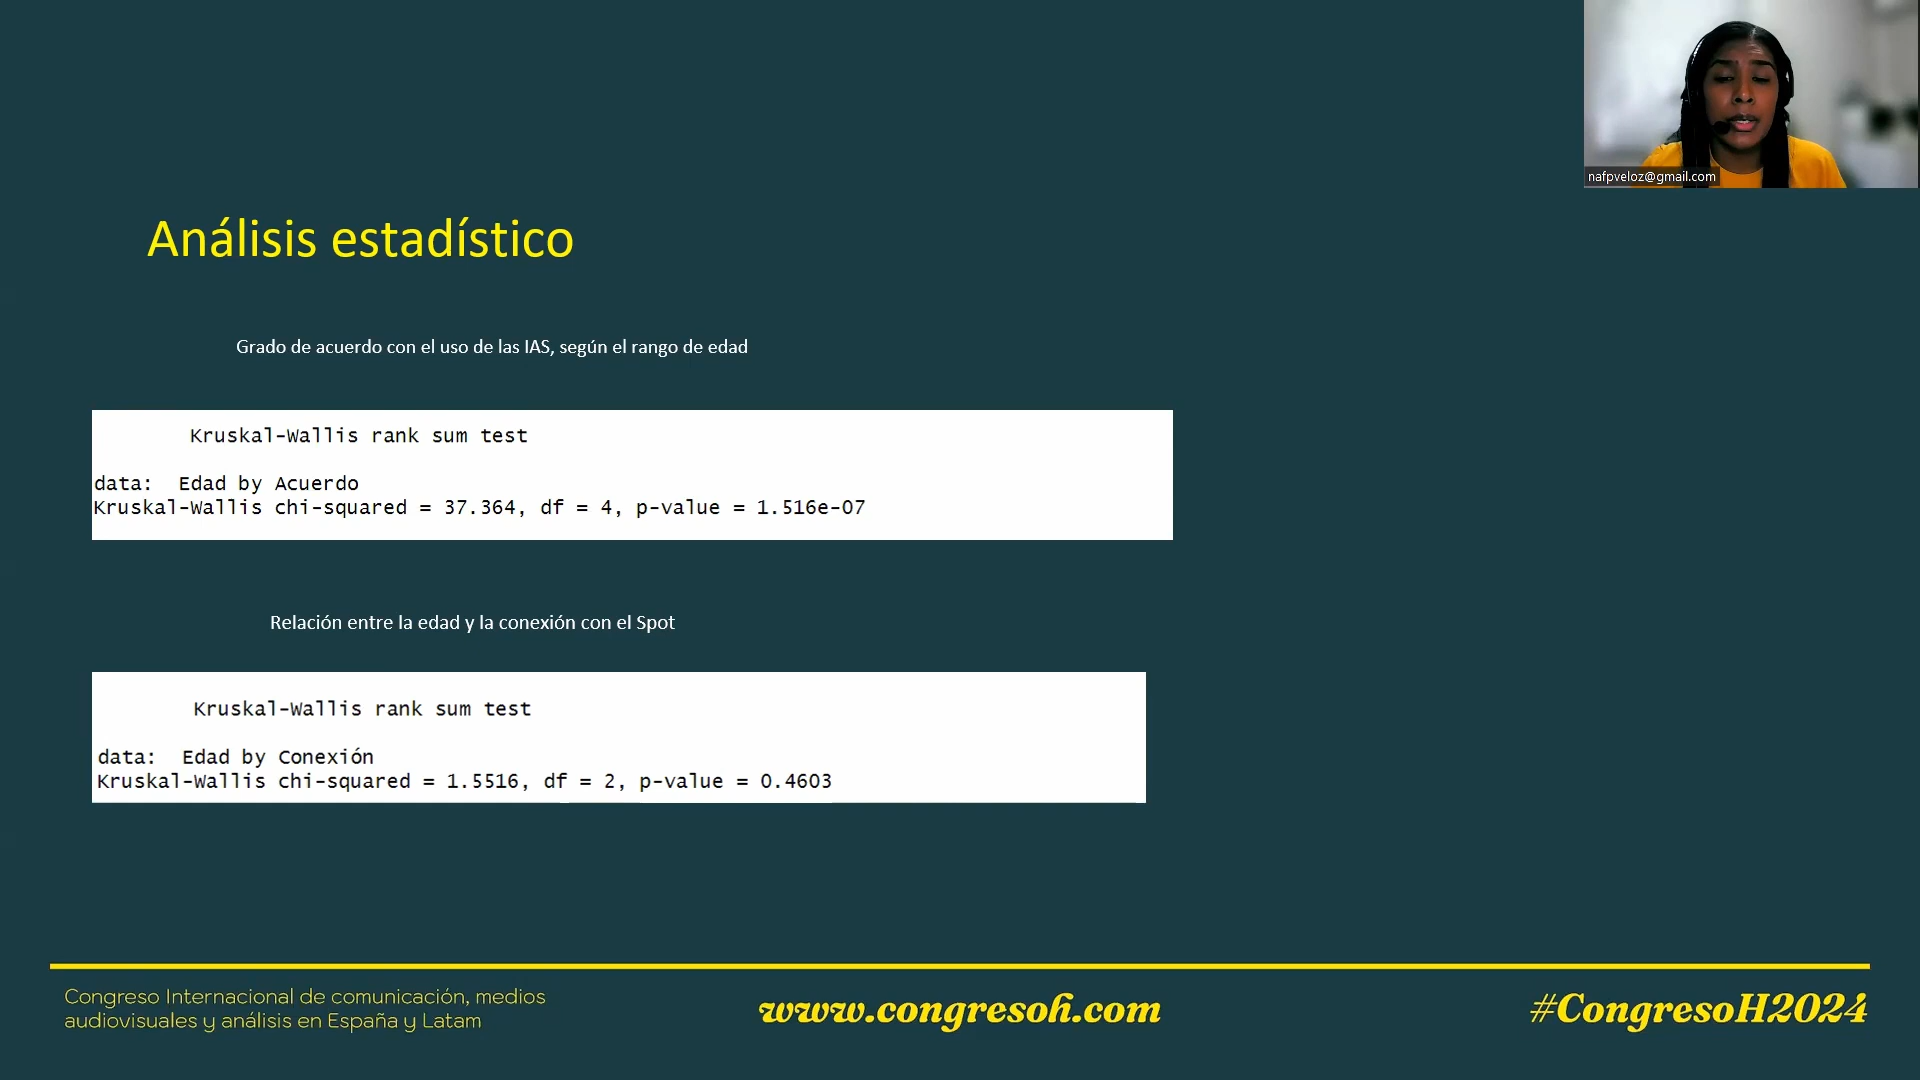 nafpveloz@gmail.com
Análisis estadístico
Grado de acuerdo con el uso de las IAS, según el rango de edad
Kruskal-Wallis rank sum test
data:  Edad by Acuerdo
Kruskal-Wallis chi-squared = 37.364, df = 4, p-value = 1.516e-07
Relación entre la edad y la conexión con el Spot
Kruskal-Wallis rank sum test
data:  Edad by Conexión
Kruskal-Wallis chi-squared = 1.5516, df = 2, p-value = 0.4603
Congreso Internacional de comunicación, medios
audiovisuales y análisis en España y Latam
www.congresoh.com
#CongresoH2024